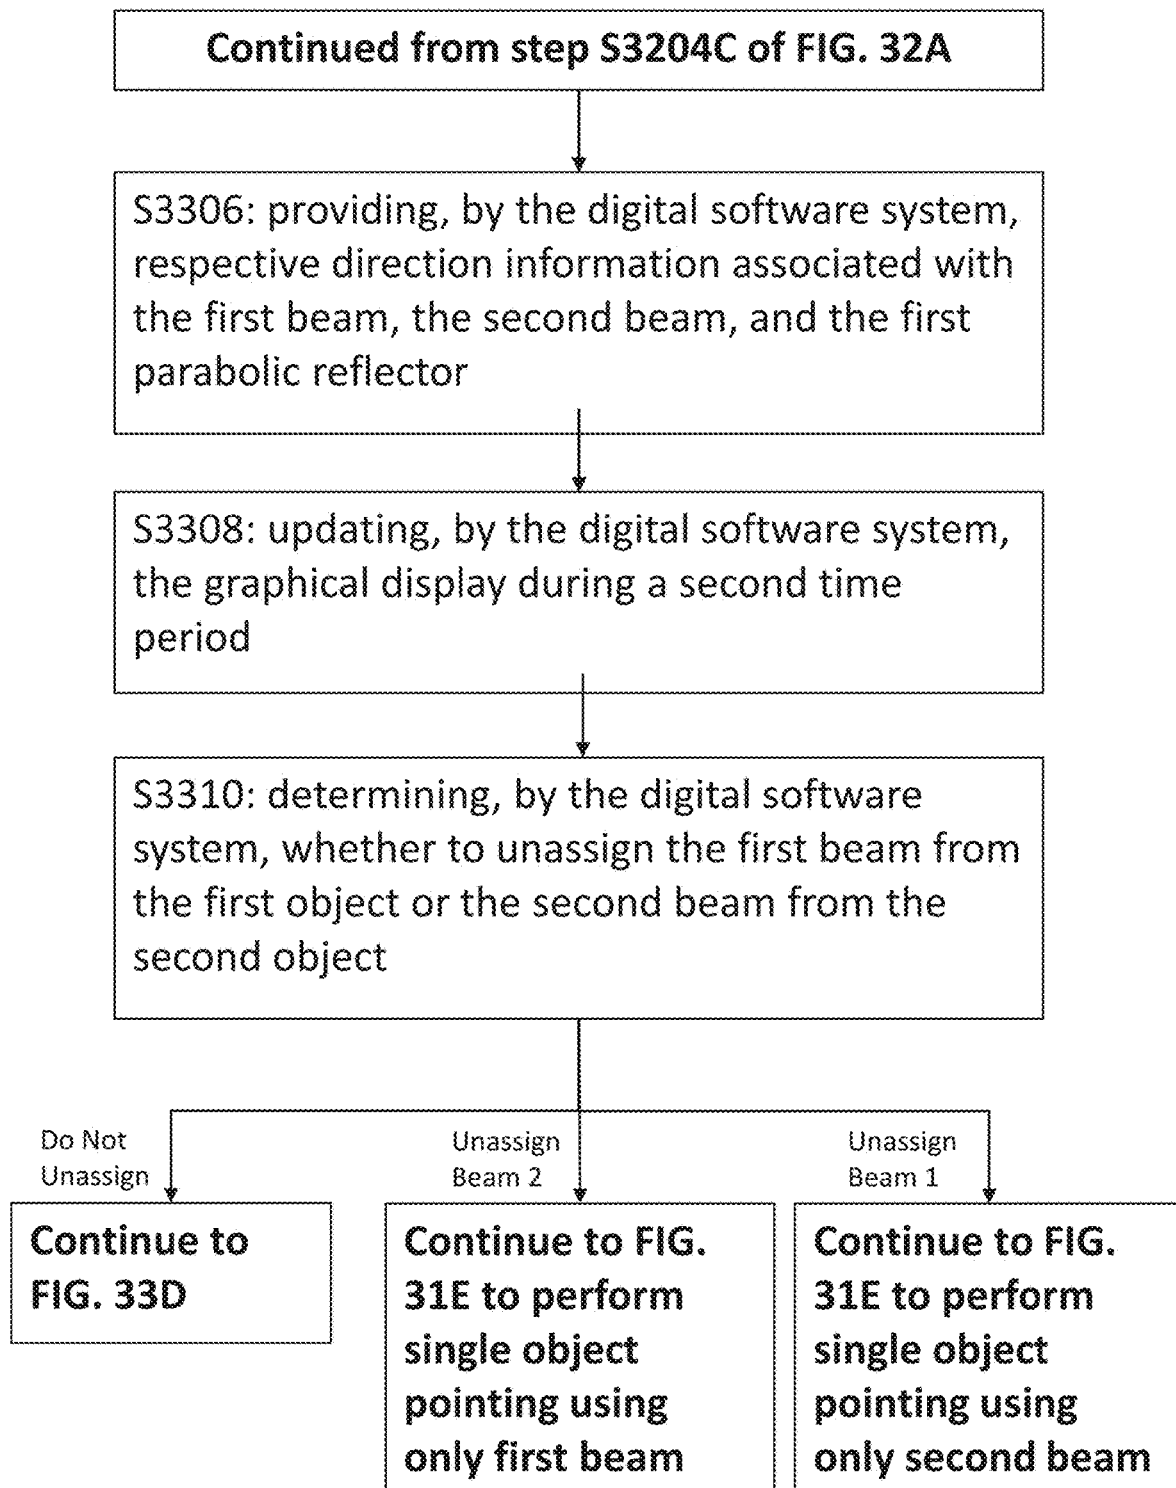 Continued from step S3204C of FIG. 32A
S3306: providing, by the digital software system,
respective direction information associated with
the first beam, the second beam, and the first
parabolic reflector
S3308: updating, by the digital software system,
the graphical display during a second time
period
S3310: determining, by the digital software
system, whether to unassign the first beam from
the first object or the second beam from the
second object
Do Not
Unassign
Continue to
FIG. 33D
Unassign
Beam 2
Continue to FIG.
31E to perform
single object
pointing using
only first beam
Unassign
Beam 1
Continue to FIG.
31E to perform
single object
pointing using
only second beam